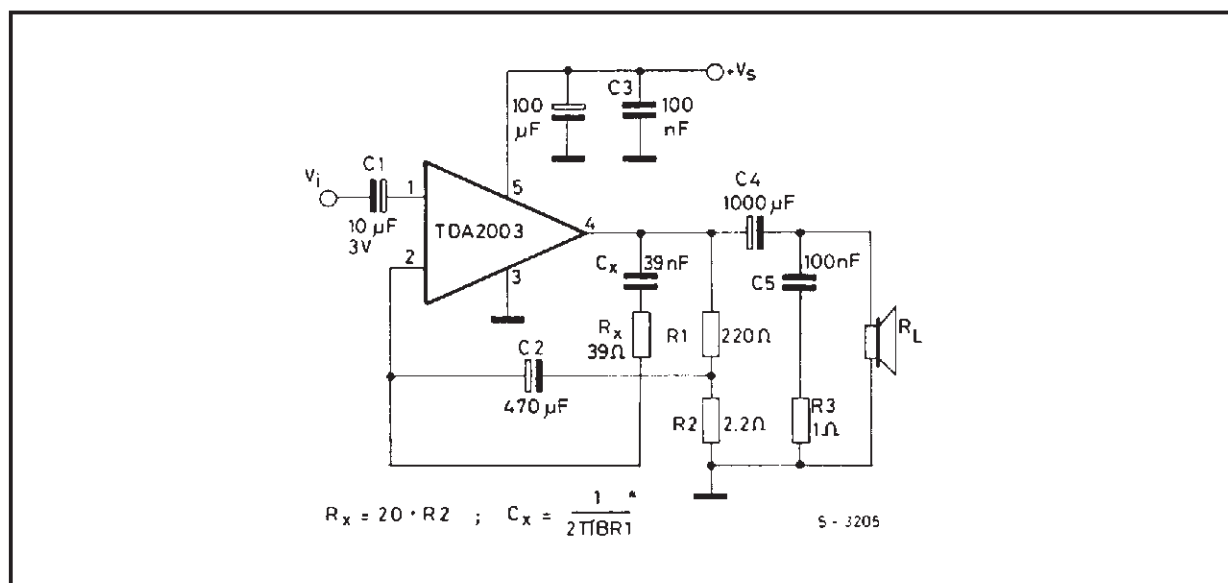 +Vs
C3
100 µF
100 nF
C1
Vi
1
5
10 µF
3V
TDA2003
4
2
3
C4
1000 µF
Cx
39nF
100nF
C5
Rx
39Ω
R1
220Ω
RL
C2
470 µF
R2
2.2Ω
R3
1Ω
Rx = 20 · R2 ; Cx = 1 / 2πBR1 *
S - 3205